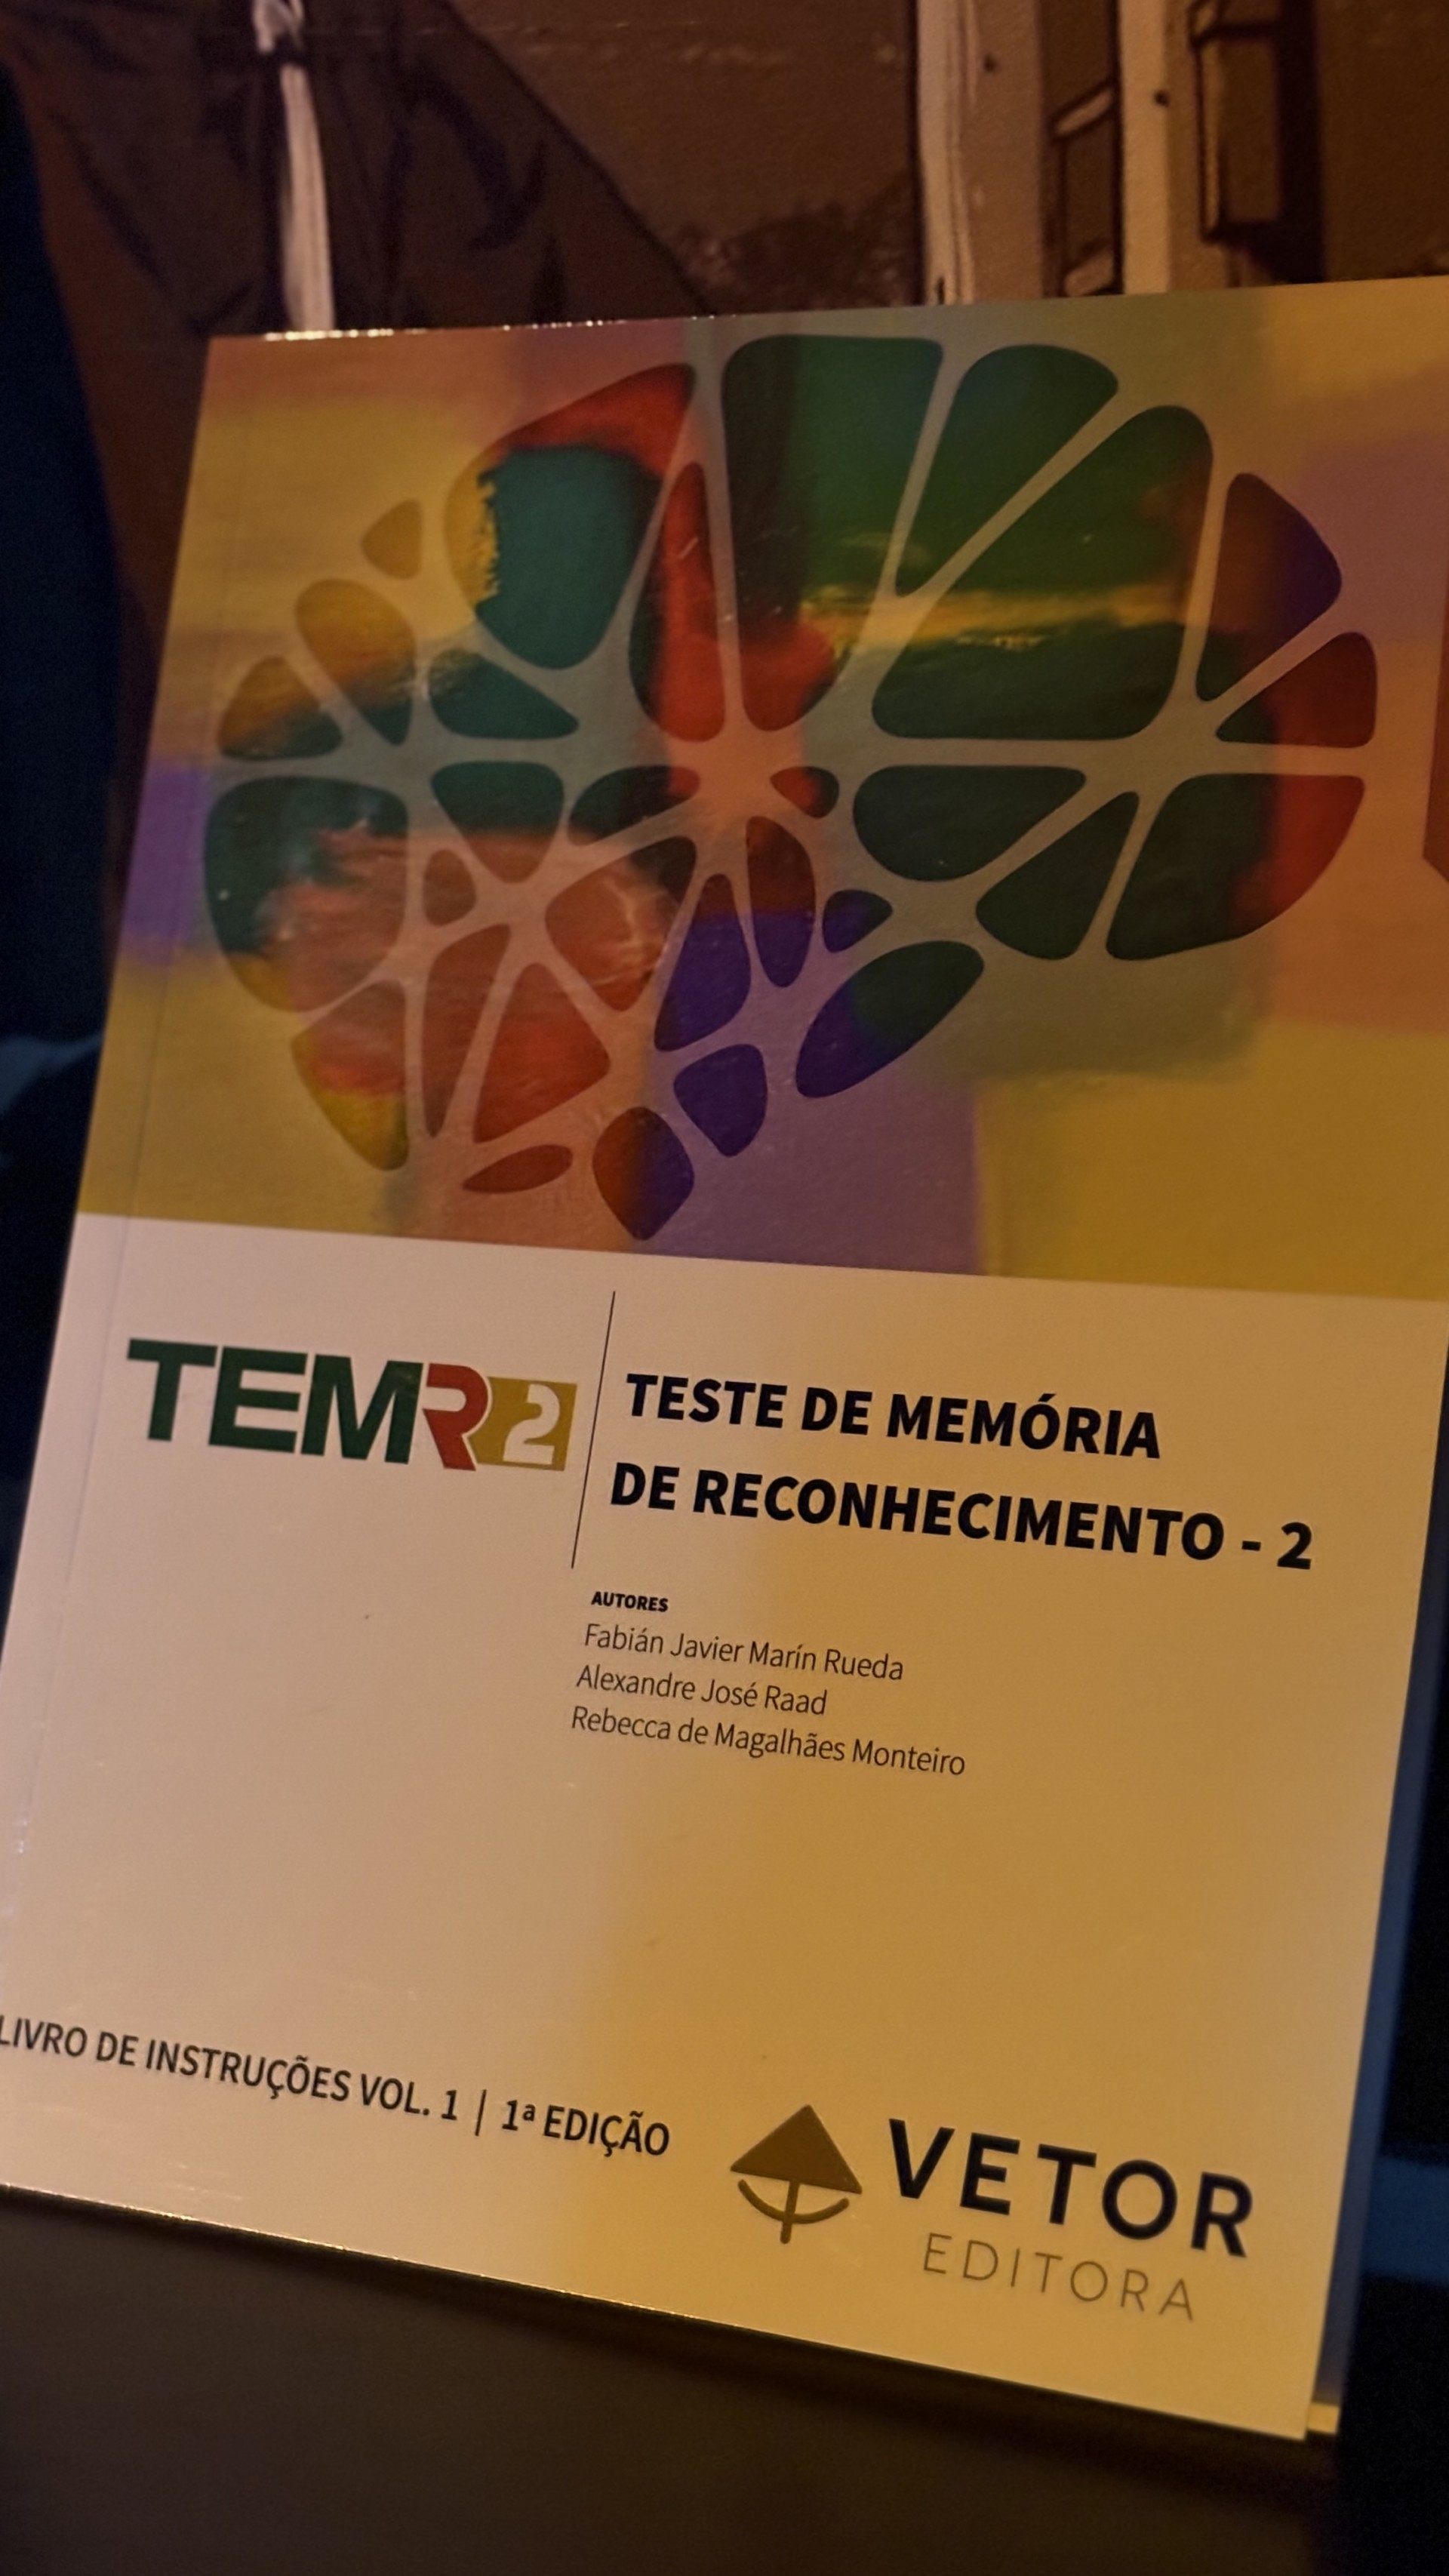 TEMR2
TESTE DE MEMÓRIA
DE RECONHECIMENTO - 2
AUTORES
Fabián Javier Marín Rueda
Alexandre José Raad
Rebecca de Magalhães Monteiro
LIVRO DE INSTRUÇÕES VOL. 1 | 1ª EDIÇÃO
VETOR
EDITORA